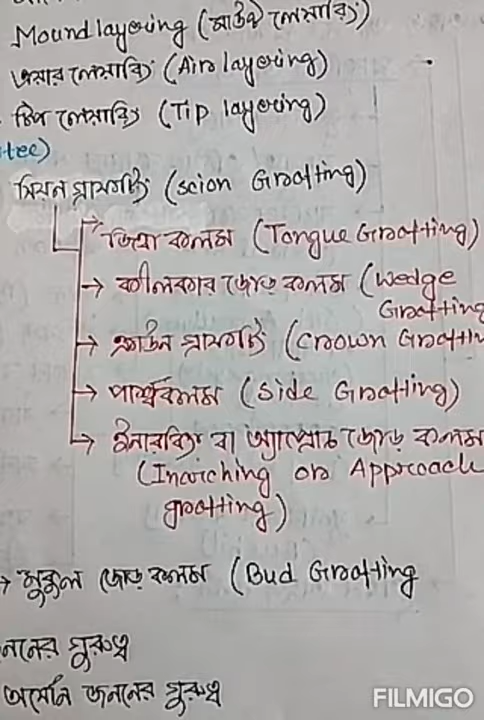 Mound layering (মাউন্ড লেয়ারিং)
এয়ার লেয়ারিং (Air layering)
টিপ লেয়ারিং (Tip layering)
tee)
সিয়ন গ্রাফটিং (Scion Grafting)
→ জিহ্বা কলম (Tongue Grafting)
→ কীলকার জোড় কলম (Wedge
Grafting
→ ক্রাউন গ্রাফটিং (Crown Graftin
→ পার্শ্বকলম (Side Grafting)
→ ইনারচিং বা অ্যাপ্রোচ জোড় কলম
(Inarching or Approach
grafting)
→ মুকুল জোড় কলম (Bud Grafting
ননের গুরুত্ব
অযৌন জননের গুরুত্ব
FILMIGO